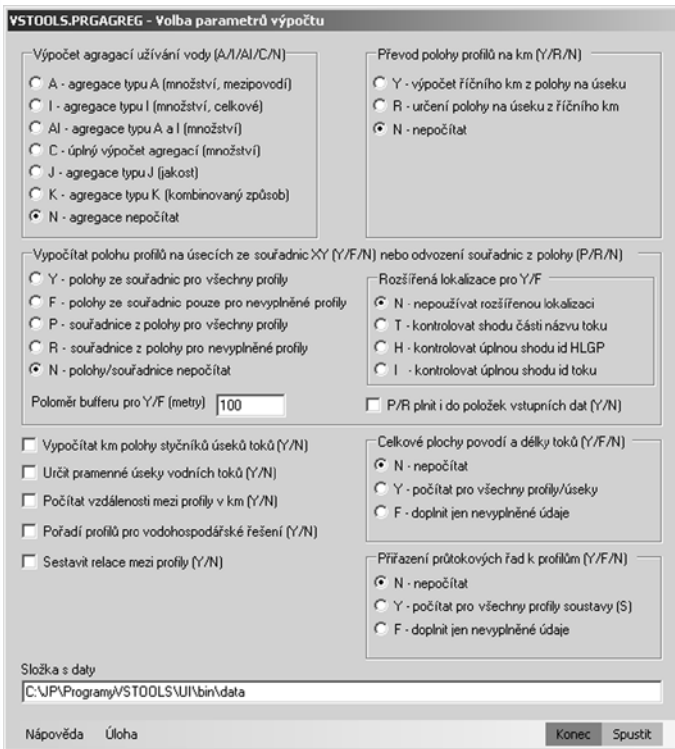 VSTOOLS.PRGAGREG - Volba parametrů výpočtu
Výpočet agragací užívání vody (A/I/AI/C/N)
A - agregace typu A (množství, mezipovodí)
I - agregace typu I (množství, celkové)
AI - agregace typu A a I (množství)
C - úplný výpočet agregací (množství)
J - agregace typu J (jakost)
K - agregace typu K (kombinovaný způsob)
N - agregace nepočítat
Převod polohy profilů na km (Y/R/N)
Y - výpočet říčního km z polohy na úseku
R - určení polohy na úseku z říčního km
N - nepočítat
Vypočítat polohu profilů na úsecích ze souřadnic XY (Y/F/N) nebo odvození souřadnic z polohy (P/R/N)
Y - polohy ze souřadnic pro všechny profily
F - polohy ze souřadnic pouze pro nevyplněné profily
P - souřadnice z polohy pro všechny profily
R - souřadnice z polohy pro nevyplněné profily
N - polohy/souřadnice nepočítat
Poloměr bufferu pro Y/F (metry) 100
Rozšířená lokalizace pro Y/F
N - nepoužívat rozšířenou lokalizaci
T - kontrolovat shodu části názvu toku
H - kontrolovat úplnou shodu id HLGP
I - kontrolovat úplnou shodu id toku
P/R plnit i do položek vstupních dat (Y/N)
Vypočítat km polohy styčníků úseků toků (Y/N)
Určit pramenné úseky vodních toků (Y/N)
Počítat vzdálenosti mezi profily v km (Y/N)
Pořadí profilů pro vodohospodářské řešení (Y/N)
Sestavit relace mezi profily (Y/N)
Celkové plochy povodí a délky toků (Y/F/N)
N - nepočítat
Y - počítat pro všechny profily/úseky
F - doplnit jen nevyplněné údaje
Přiřazení průtokových řad k profilům (Y/F/N)
N - nepočítat
Y - počítat pro všechny profily soustavy (S)
F - doplnit jen nevyplněné údaje
Složka s daty
C:\JP\Programy\VSTOOLS\UI\bin\data
Nápověda Úloha Konec Spustit